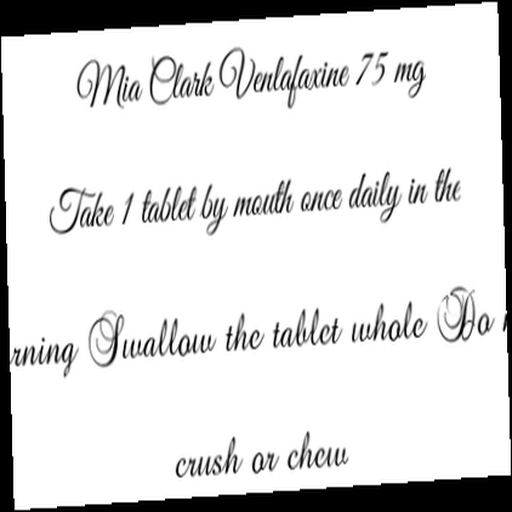 Mia Clark Venlafaxine 75 mg
Take 1 tablet by mouth once daily in the
rning Swallow the tablet whole Do
crush or chew